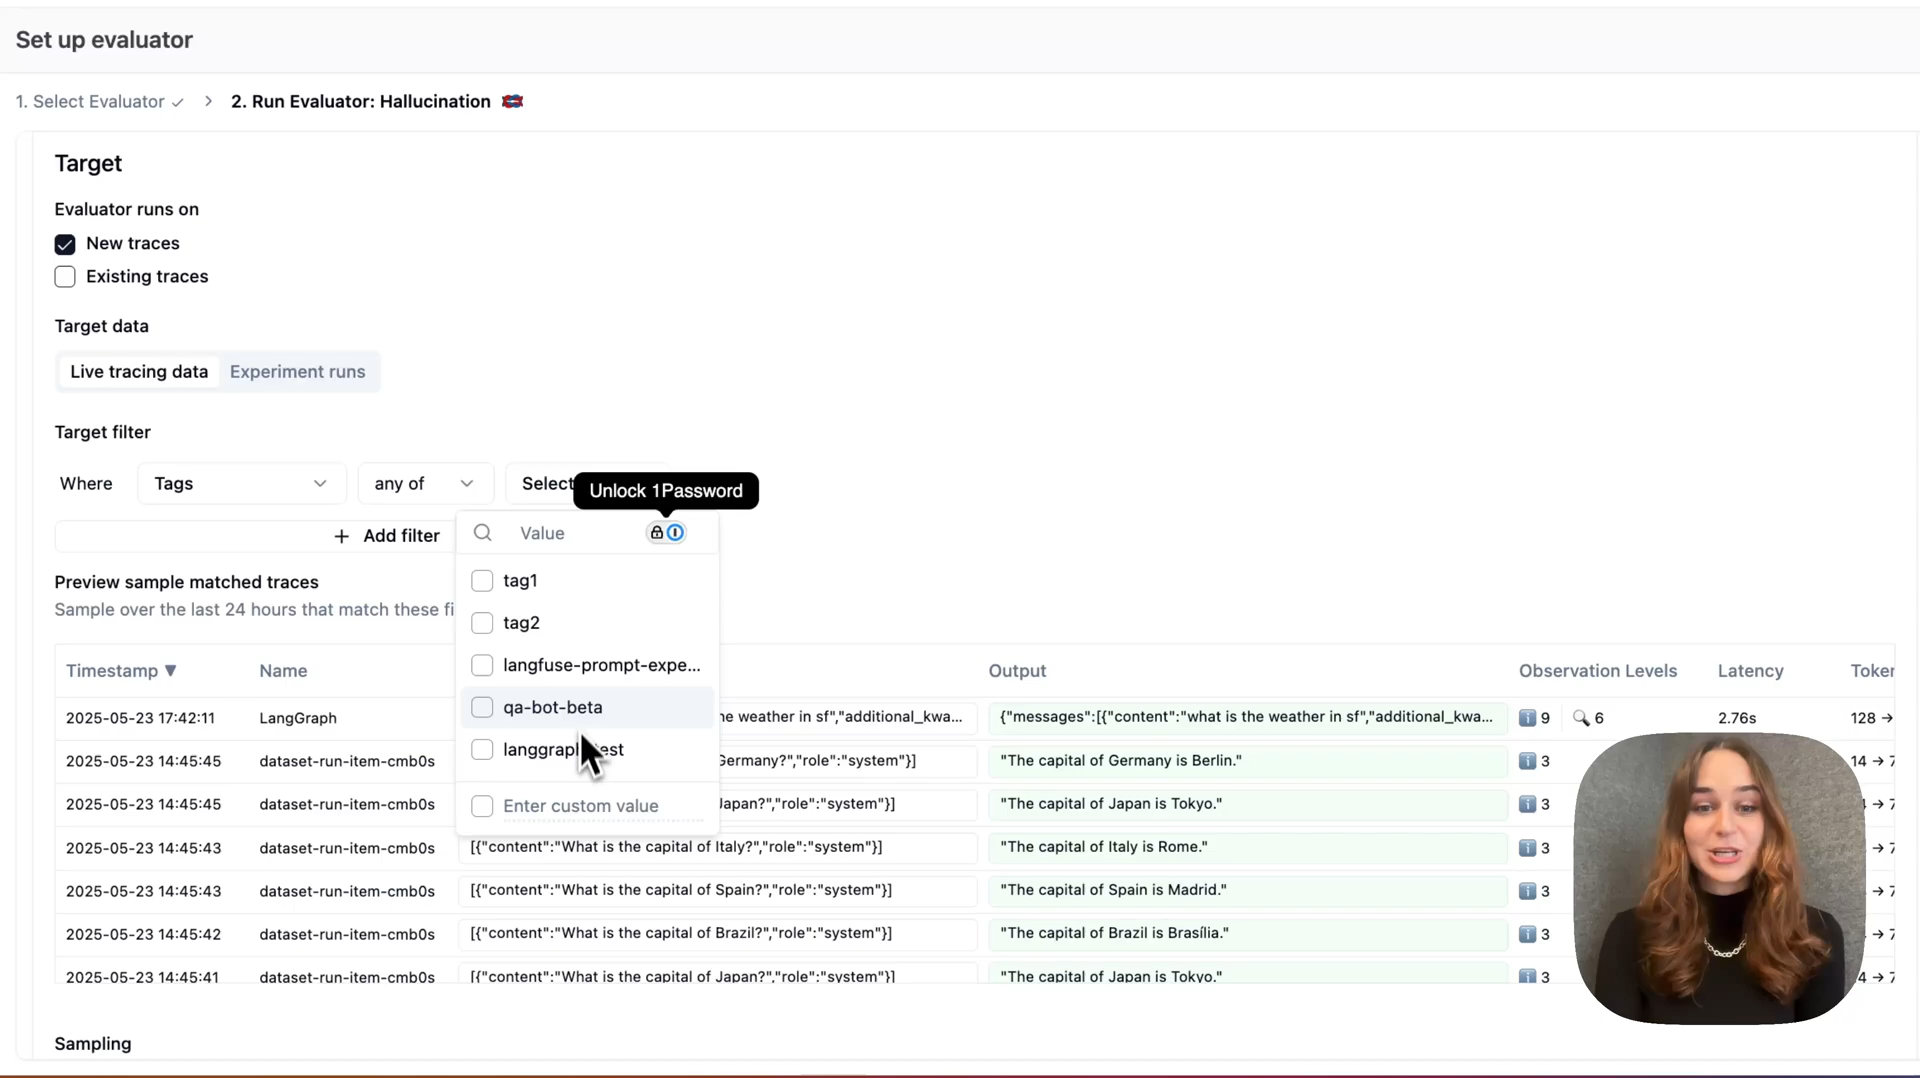 Set up evaluator
1. Select Evaluator
2. Run Evaluator: Hallucination
Target
Evaluator runs on
New traces
Existing traces
Target data
Live tracing data
Experiment runs
Target filter
Where
Tags
any of
Select
Unlock 1Password
+ Add filter
Value
tag1
tag2
langfuse-prompt-expe...
qa-bot-beta
Enter custom value
Preview sample matched traces
Sample over the last 24 hours that match these fi
Timestamp ▼ Name Output Observation Levels Latency Token
2025-05-23 17:42:11 LangGraph he weather in sf","additional_kwa... {"messages":[{"content":"what is the weather in sf","additional_kwa... 9 6 2.76s 128 →
2025-05-23 14:45:45 dataset-run-item-cmb0s Germany?","role":"system"}] "The capital of Germany is Berlin." 3 14 → 7
2025-05-23 14:45:45 dataset-run-item-cmb0s Japan?","role":"system"}] "The capital of Japan is Tokyo." 3 → 7
2025-05-23 14:45:43 dataset-run-item-cmb0s [{"content":"What is the capital of Italy?","role":"system"}] "The capital of Italy is Rome." 3 → 7
2025-05-23 14:45:43 dataset-run-item-cmb0s [{"content":"What is the capital of Spain?","role":"system"}] "The capital of Spain is Madrid." 3 → 7
2025-05-23 14:45:42 dataset-run-item-cmb0s [{"content":"What is the capital of Brazil?","role":"system"}] "The capital of Brazil is Brasília." 3 → 7
2025-05-23 14:45:41 dataset-run-item-cmb0s [{"content":"What is the capital of Japan?","role":"system"}] "The capital of Japan is Tokyo." 3 4 → 7
Sampling